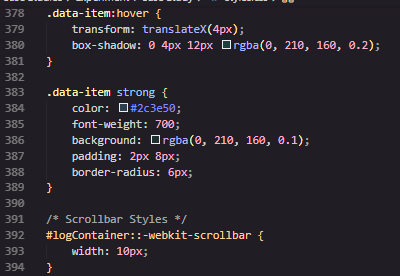 378 .data-item:hover {
379 transform: translateX(4px);
380 box-shadow: 0 4px 12px rgba(0, 210, 160, 0.2);
381 }
382
383 .data-item strong {
384 color: #2c3e50;
385 font-weight: 700;
386 background: rgba(0, 210, 160, 0.1);
387 padding: 2px 8px;
388 border-radius: 6px;
389 }
390
391 /* Scrollbar Styles */
392 #logContainer::-webkit-scrollbar {
393 width: 10px;
394 }